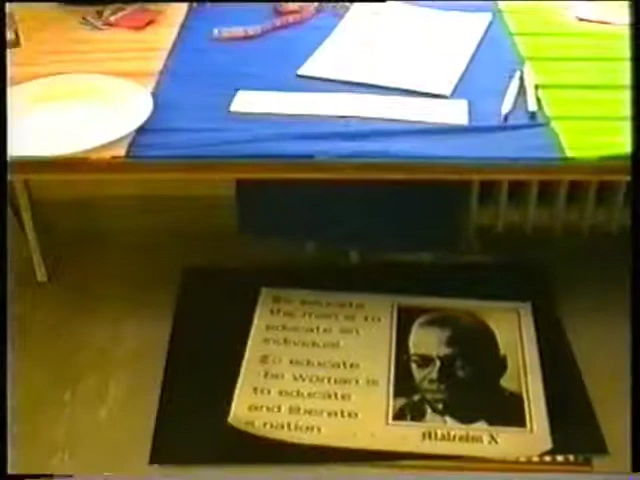 To educate
the man is to
educate an
individual.
To educate
he woman is
to educate
and liberate
a nation
Malcolm X